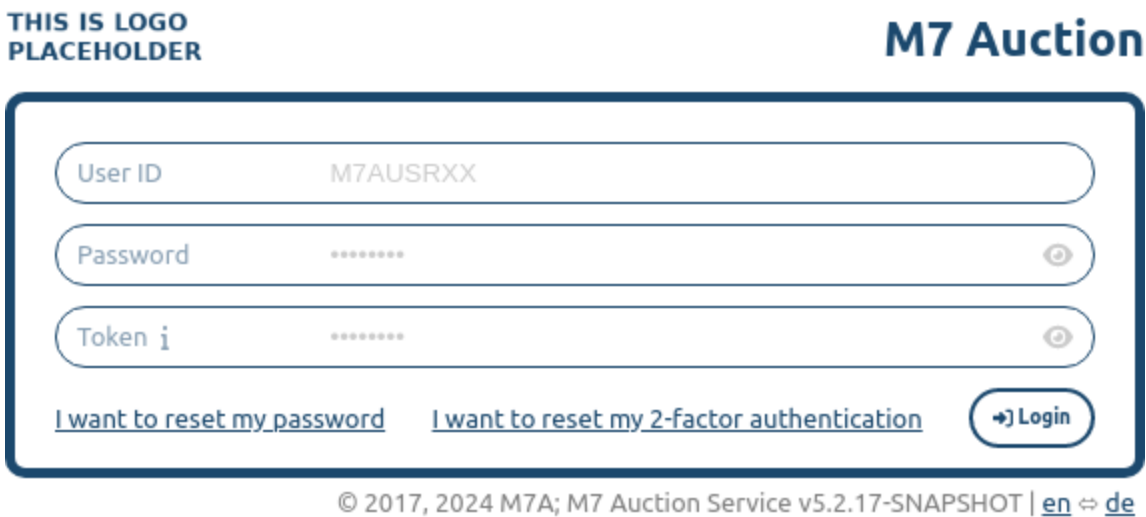 THIS IS LOGO
PLACEHOLDER
M7 Auction
User ID M7AUSRXX
Password ••••••••
Token i ••••••••
I want to reset my password I want to reset my 2-factor authentication Login
© 2017, 2024 M7A; M7 Auction Service v5.2.17-SNAPSHOT | en ⇔ de